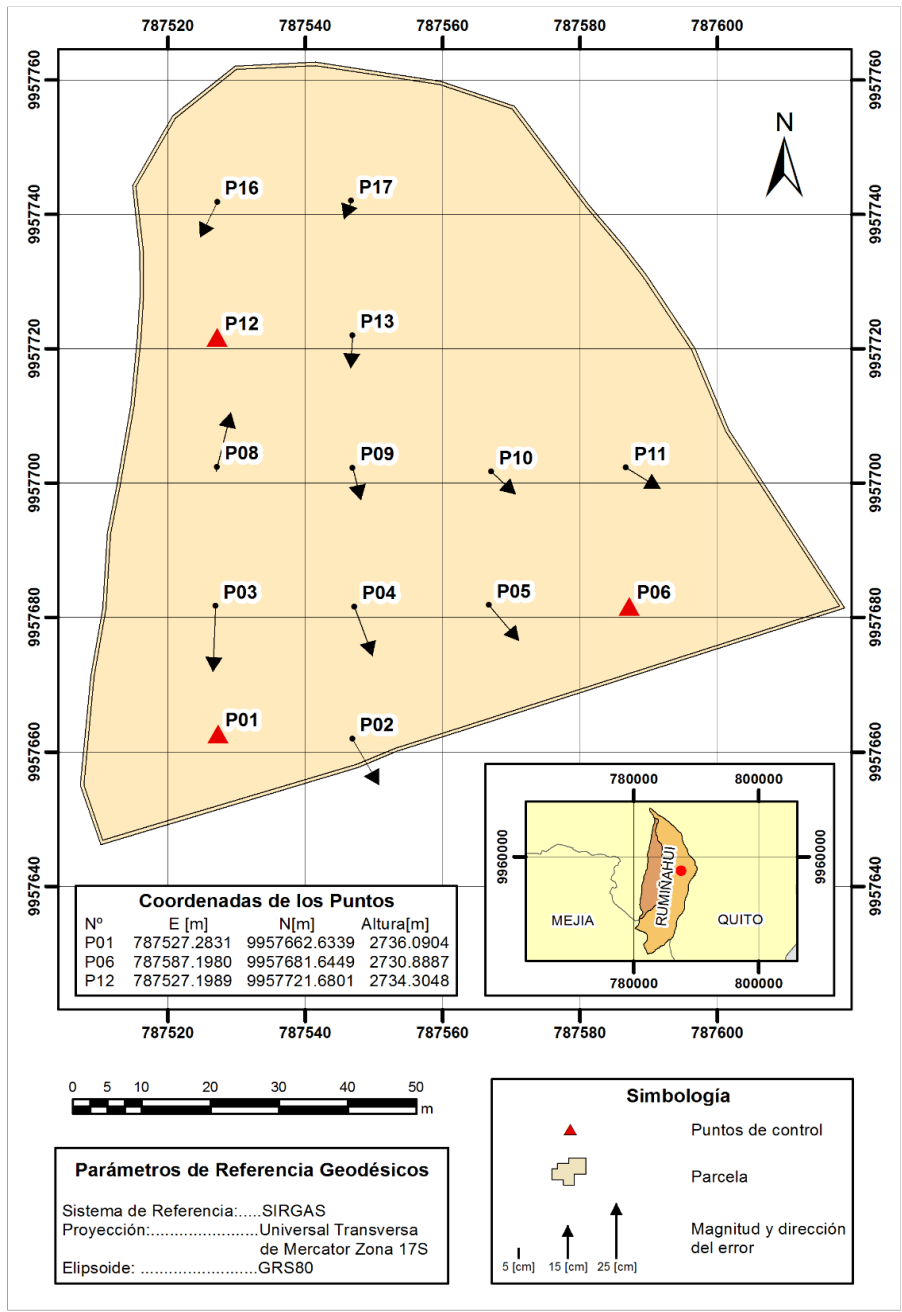 787520 787540 787560 787580 787600
9957760 9957760
N
P16 P17
9957740 9957740
P12 P13
9957720 9957720
P08 P09 P10 P11
9957700 9957700
P03 P04 P05 P06
9957680 9957680
P01 P02
9957660 9957660
7800000 8000000
9960000 9960000
RUMIÑAHUI
MEJIA QUITO
7800000 8000000
9957640 9957640
Coordenadas de los Puntos
Nº E [m] N[m] Altura[m]
P01 787527.2831 9957662.6339 2736.0904
P06 787587.1980 9957681.6449 2730.8887
P12 787527.1989 9957721.6801 2734.3048
787520 787540 787560 787580 787600
0 5 10 20 30 40 50
m
Parámetros de Referencia Geodésicos
Sistema de Referencia:.....SIRGAS
Proyección:........................Universal Transversa
de Mercator Zona 17S
Elipsoide: ..........................GRS80
Simbología
Puntos de control
Parcela
Magnitud y dirección
del error
5 [cm] 15 [cm] 25 [cm]